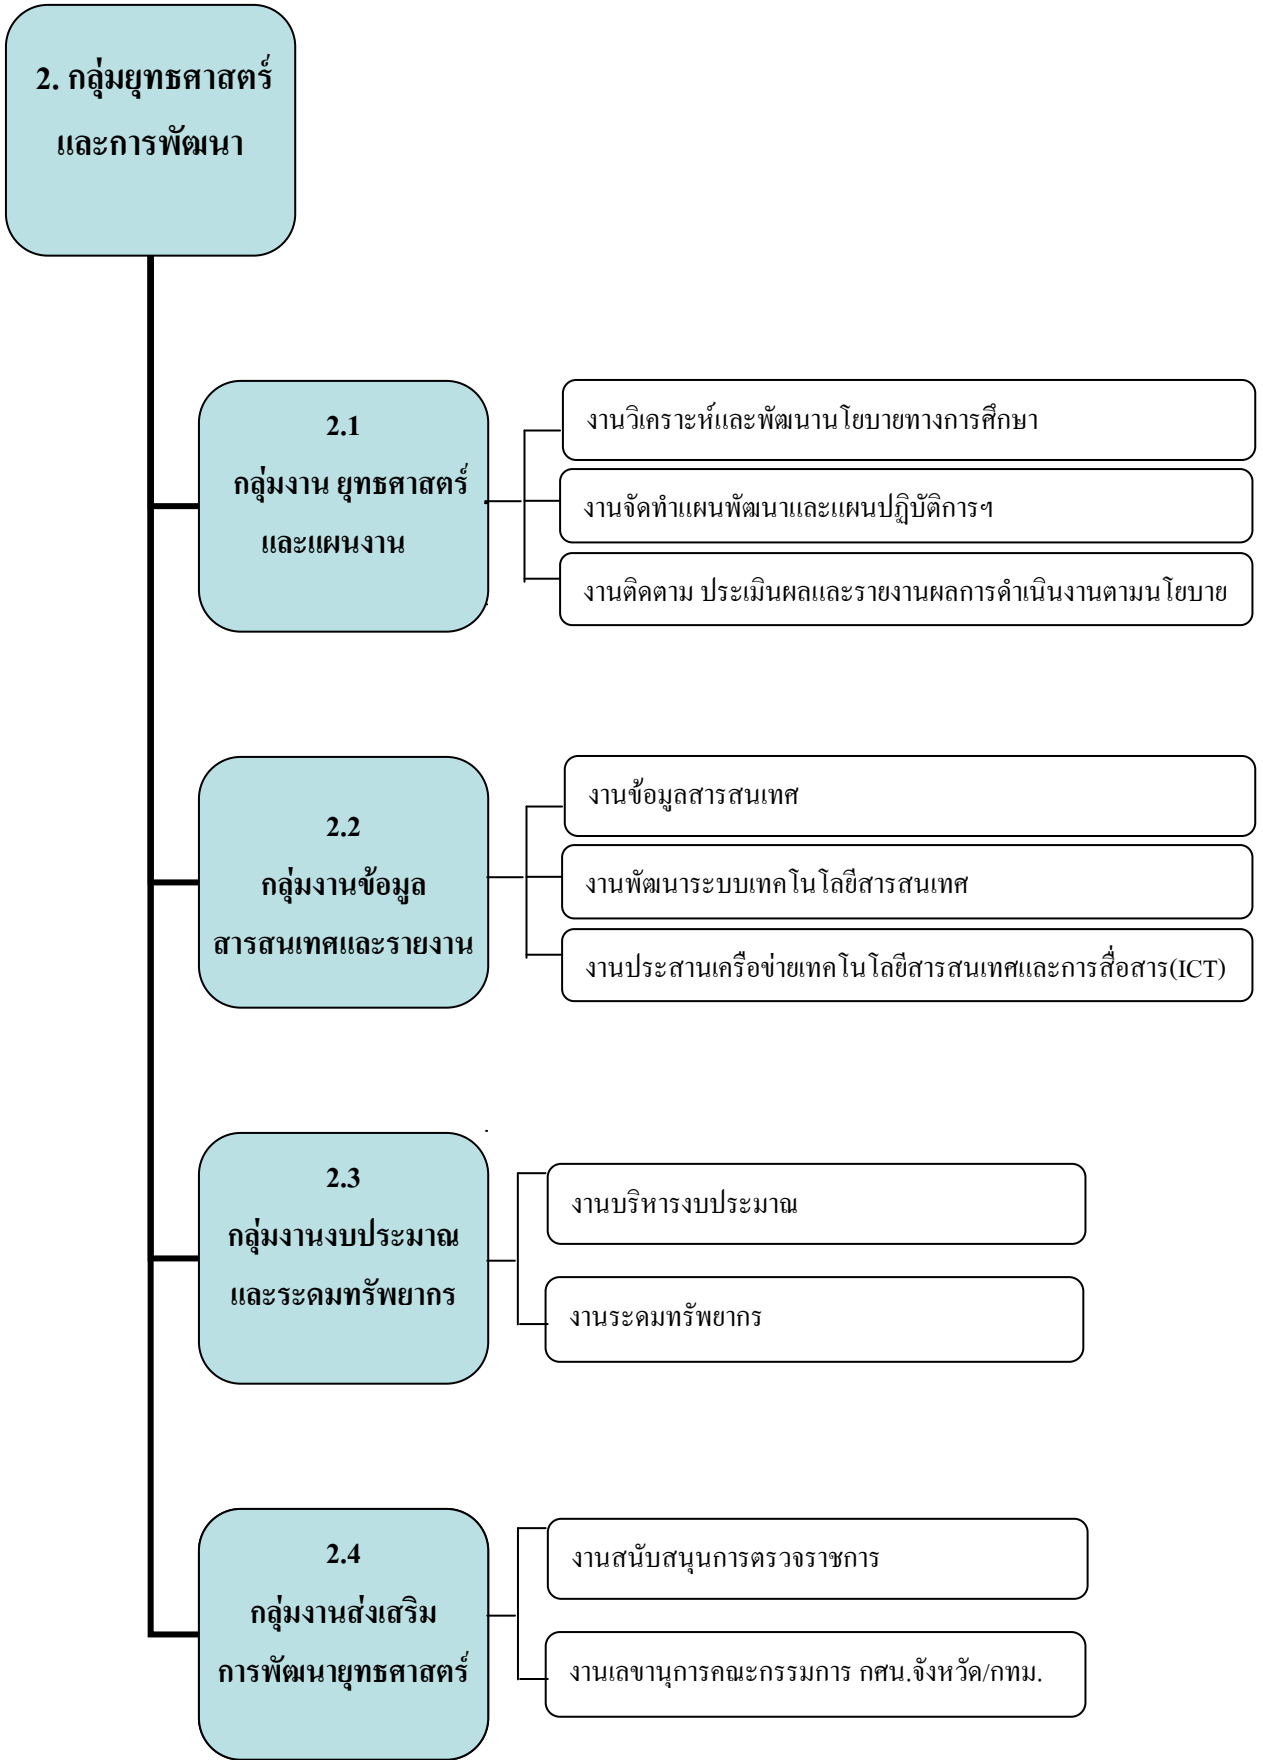 2. กลุ่มยุทธศาสตร์
และการพัฒนา
2.1
กลุ่มงาน ยุทธศาสตร์
และแผนงาน
งานวิเคราะห์และพัฒนานโยบายทางการศึกษา
งานจัดทำแผนพัฒนาและแผนปฏิบัติการฯ
งานติดตาม ประเมินผลและรายงานผลการดำเนินงานตามนโยบาย
2.2
กลุ่มงานข้อมูล
สารสนเทศและรายงาน
งานข้อมูลสารสนเทศ
งานพัฒนาระบบเทคโนโลยีสารสนเทศ
งานประสานเครือข่ายเทคโนโลยีสารสนเทศและการสื่อสาร(ICT)
2.3
กลุ่มงานงบประมาณ
และระดมทรัพยากร
งานบริหารงบประมาณ
งานระดมทรัพยากร
2.4
กลุ่มงานส่งเสริม
การพัฒนายุทธศาสตร์
งานสนับสนุนการตรวจราชการ
งานเลขานุการคณะกรรมการ กศน.จังหวัด/กทม.